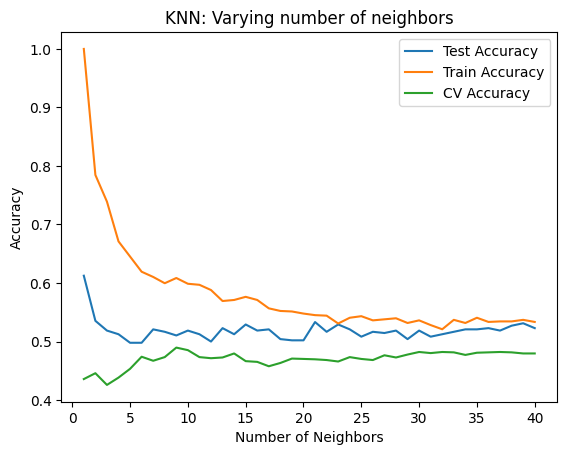 KNN: Varying number of neighbors
Test Accuracy
Train Accuracy
CV Accuracy
Accuracy
1.0
0.9
0.8
0.7
0.6
0.5
0.4
0 5 10 15 20 25 30 35 40
Number of Neighbors